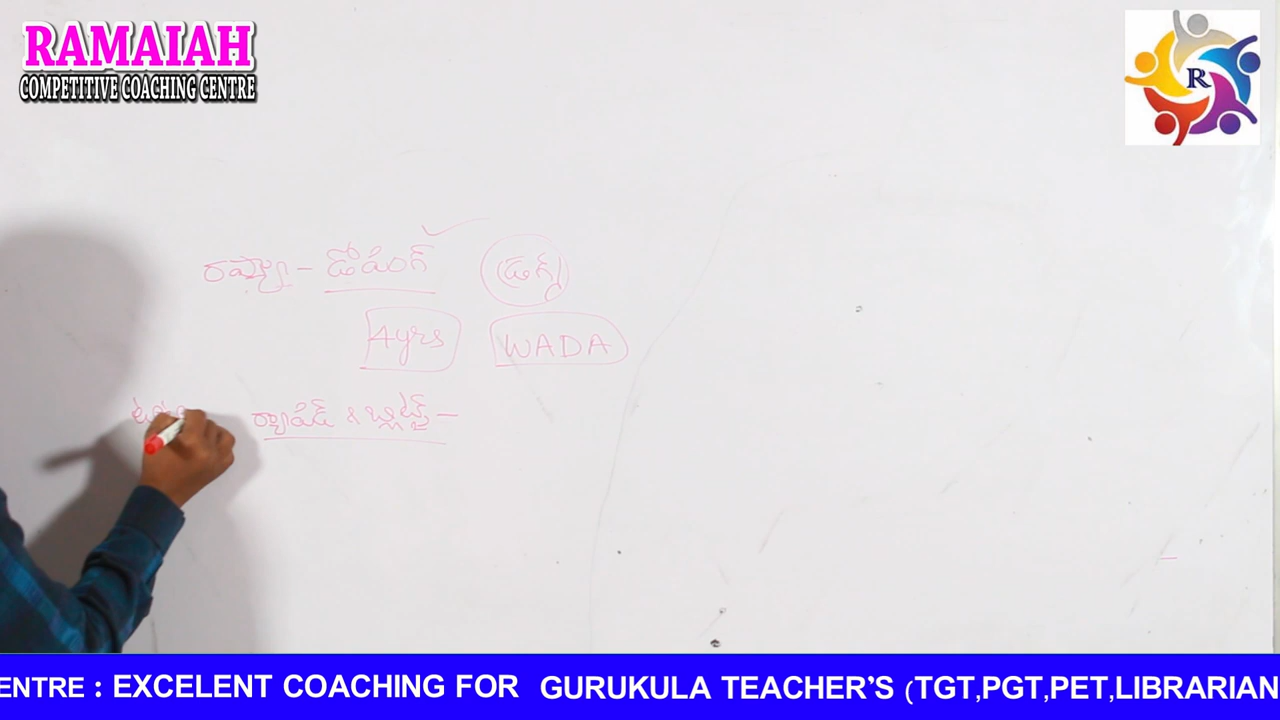 RAMAIAH
COMPETITIVE COACHING CENTRE
R
రష్యా - డోపింగ్ (డ్రగ్స్)
4yrs WADA
ర్యాపిడ్ & బ్లిట్జ్ -
ENTRE : EXCELENT COACHING FOR GURUKULA TEACHER'S (TGT,PGT,PET,LIBRARIAN